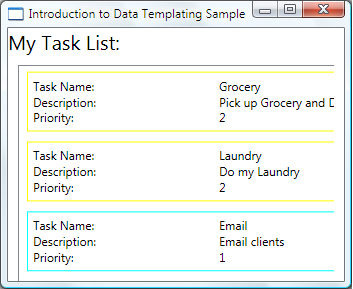 Introduction to Data Templating Sample
My Task List:
Task Name: Grocery
Description: Pick up Grocery and D
Priority: 2
Task Name: Laundry
Description: Do my Laundry
Priority: 2
Task Name: Email
Description: Email clients
Priority: 1